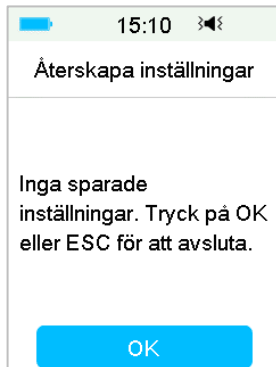 15:10
Återskapa inställningar
Inga sparade
inställningar. Tryck på OK
eller ESC för att avsluta.
OK